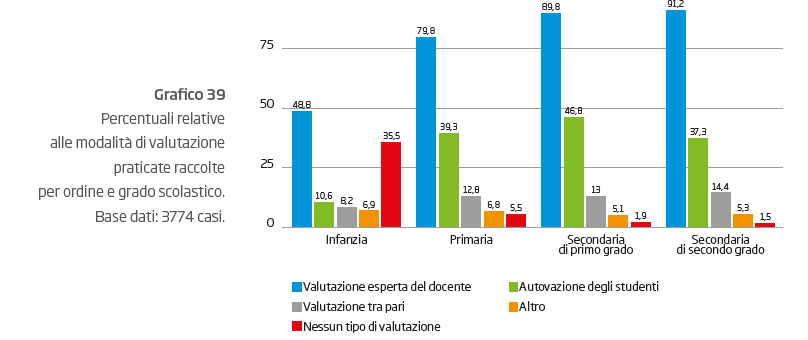 Grafico 39
Percentuali relative
alle modalità di valutazione
praticate raccolte
per ordine e grado scolastico.
Base dati: 3774 casi.
75
50
25
0
48,8
10,6
8,2
6,9
35,5
79,8
39,3
12,8
6,8
5,5
89,8
46,8
13
5,1
1,9
91,2
37,3
14,4
5,3
1,5
Infanzia
Primaria
Secondaria
di primo grado
Secondaria
di secondo grado
Valutazione esperta del docente
Autovazione degli studenti
Valutazione tra pari
Altro
Nessun tipo di valutazione